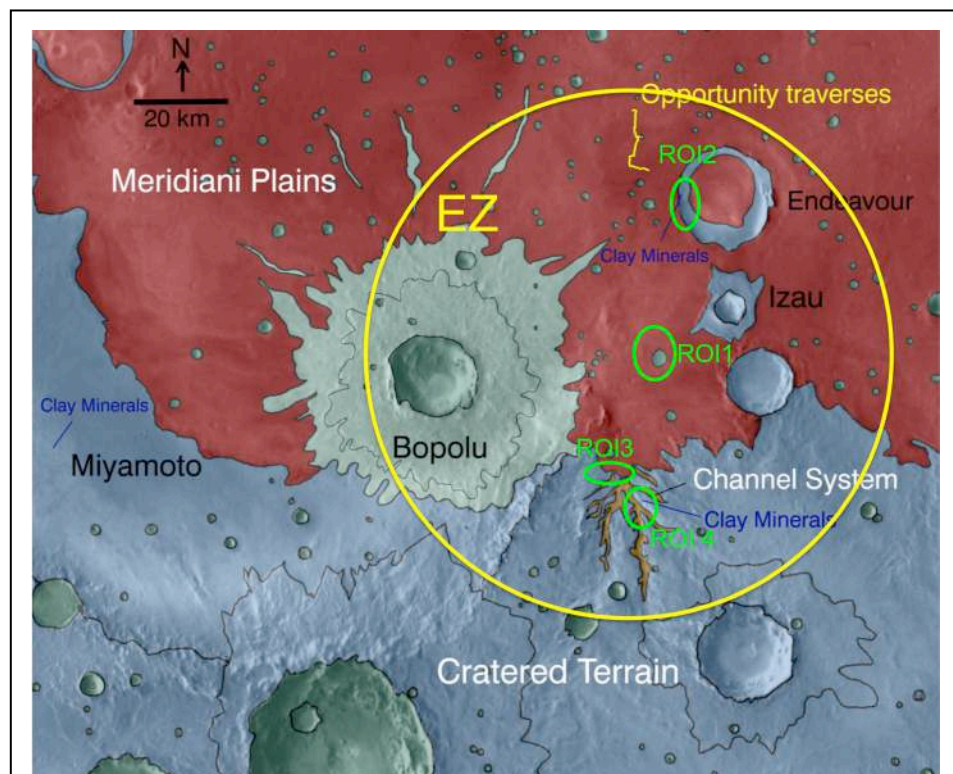 N
20 km
Opportunity traverses
Meridiani Plains
ROI2
EZ
Endeavour
Clay Minerals
Izau
ROI1
Clay Minerals
Bopolu
Miyamoto
ROI3
Channel System
Clay Minerals
ROI 4
Cratered Terrain